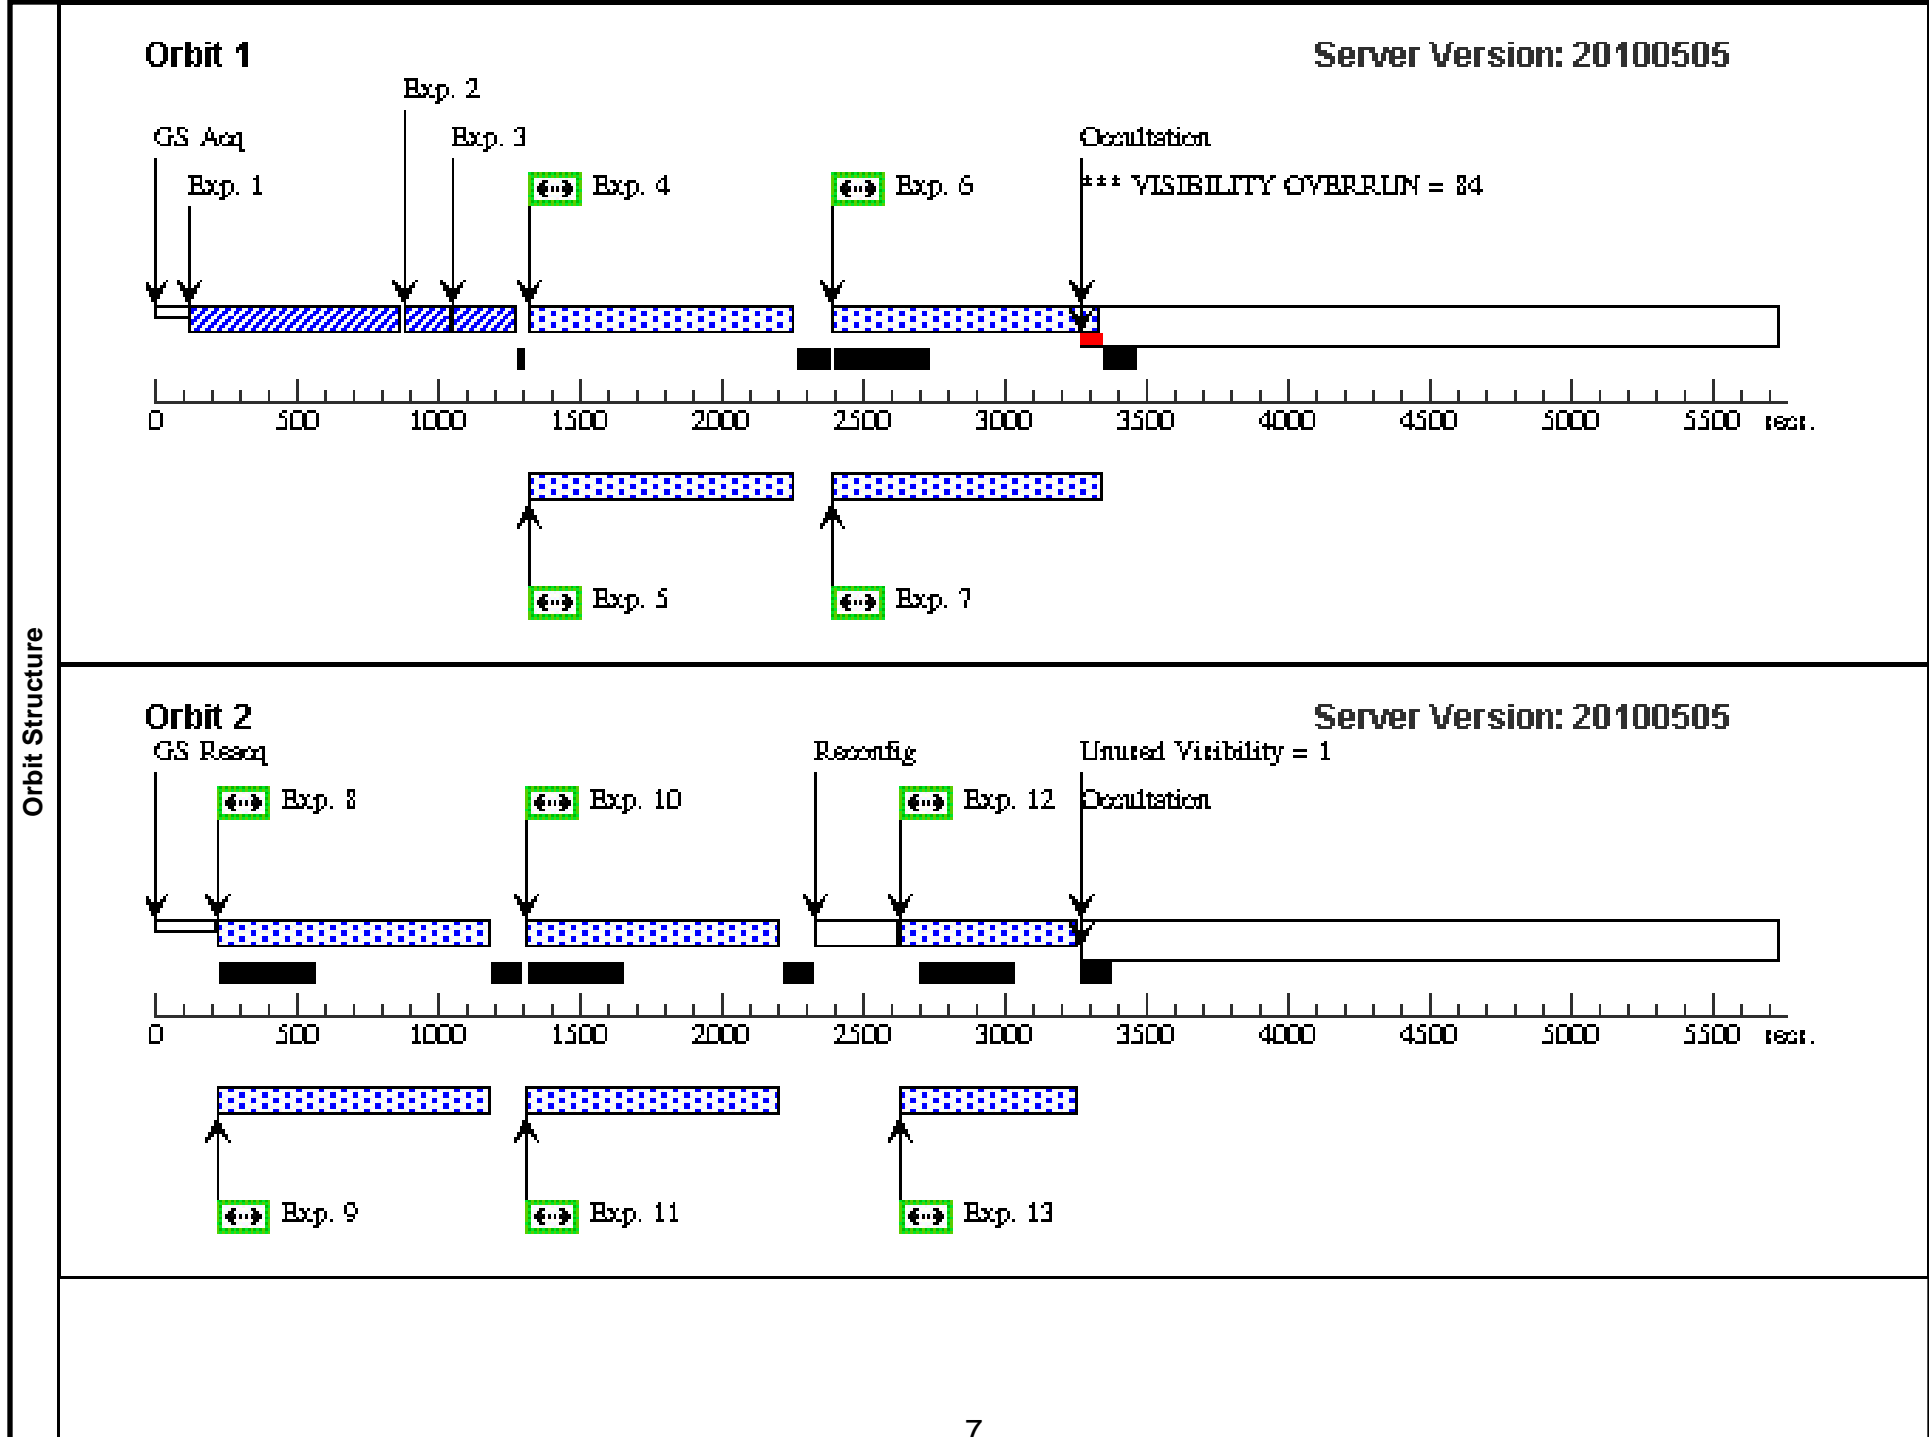 Orbit Structure
Orbit 1
Server Version: 20100505
Exp. 2
GS Acq
Exp. 3
Occultation
Exp. 1
Exp. 4
Exp. 6
*** VISIBILITY OVERRUN = 84
0 500 1000 1500 2000 2500 3000 3500 4000 4500 5000 5500 secs.
Exp. 5
Exp. 7
Orbit 2
Server Version: 20100505
GS Reacq
Reconfig
Unused Visibility = 1
Exp. 8
Exp. 10
Exp. 12
Occultation
0 500 1000 1500 2000 2500 3000 3500 4000 4500 5000 5500 secs.
Exp. 9
Exp. 11
Exp. 13
7